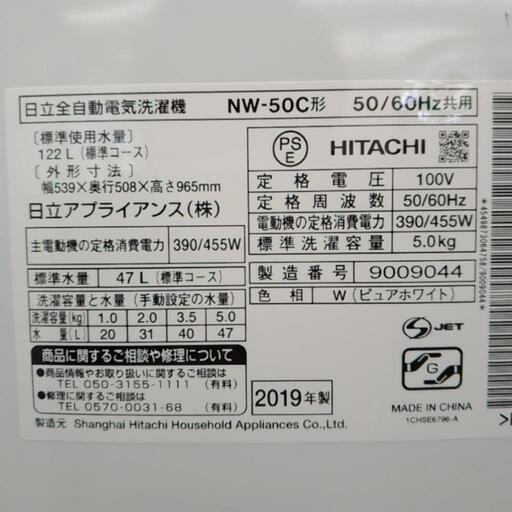 日立全自動電気洗濯機 NW-50C形 50/60Hz共用
〔標準使用水量〕
122L（標準コース）
〔外形寸法〕
幅539×奥行508×高さ965mm
日立アプライアンス（株）
主電動機の定格消費電力 390/455W
標準水量 47L（標準コース）
洗濯容量と水量（手動設定の水量）
洗濯容量(kg) 1.0 2.0 3.5 5.0
水量(L) 20 31 40 47
商品に関するご相談や修理について
●商品情報やお取り扱いに関するご相談
TEL 050-3155-1111（有料）
●修理に関するご相談
TEL 0570-0031-68（有料）
製造元 Shanghai Hitachi Household Appliances Co.,Ltd.
PS
E
HITACHI
定格電圧 100V
定格周波数 50/60Hz
電動機の定格消費電力 390/455W
標準洗濯容量 5.0kg
製造番号 9009044
色相 W（ピュアホワイト）
2019年製
S JET
G
MADE IN CHINA
1CHSE6796-A
*4549873064758/9009044*